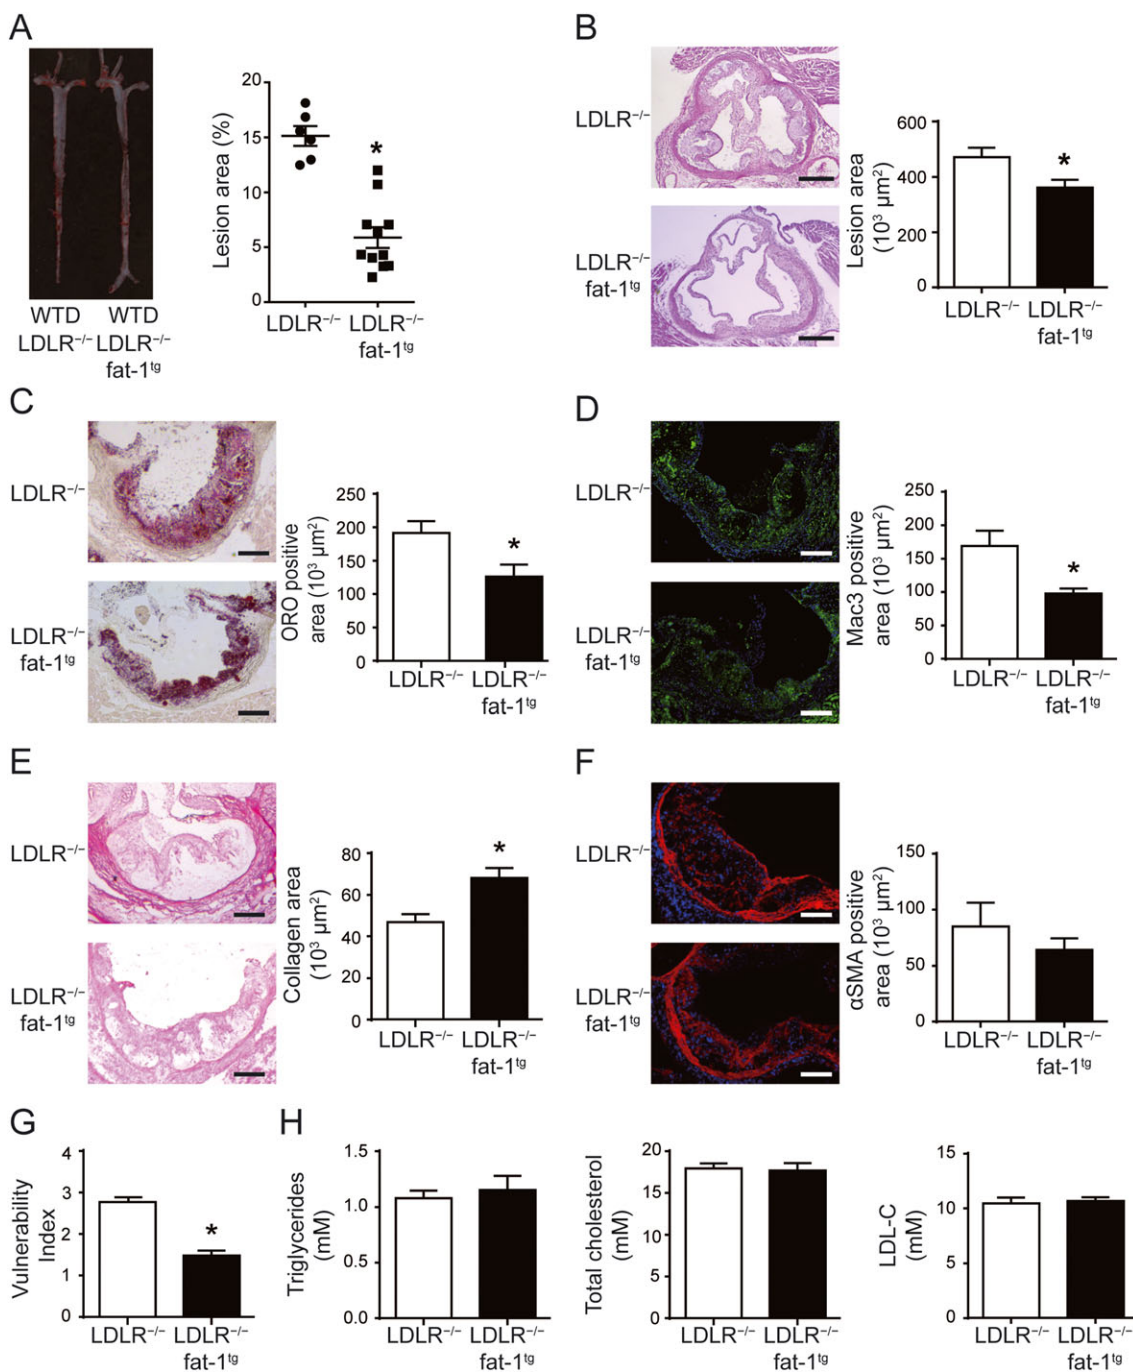 A
WTD
LDLR⁻/⁻
WTD
LDLR⁻/⁻
fat-1ᵗᵍ
Lesion area (%)
20
15
10
5
0
*
LDLR⁻/⁻
LDLR⁻/⁻
fat-1ᵗᵍ
B
LDLR⁻/⁻
LDLR⁻/⁻
fat-1ᵗᵍ
Lesion area
(10³ µm²)
600
400
200
0
*
LDLR⁻/⁻
LDLR⁻/⁻
fat-1ᵗᵍ
C
LDLR⁻/⁻
LDLR⁻/⁻
fat-1ᵗᵍ
ORO positive
area (10³ µm²)
250
200
150
100
50
0
*
LDLR⁻/⁻
LDLR⁻/⁻
fat-1ᵗᵍ
D
LDLR⁻/⁻
LDLR⁻/⁻
fat-1ᵗᵍ
Mac3 positive
area (10³ µm²)
250
200
150
100
50
0
*
LDLR⁻/⁻
LDLR⁻/⁻
fat-1ᵗᵍ
E
LDLR⁻/⁻
LDLR⁻/⁻
fat-1ᵗᵍ
Collagen area
(10³ µm²)
80
60
40
20
0
*
LDLR⁻/⁻
LDLR⁻/⁻
fat-1ᵗᵍ
F
LDLR⁻/⁻
LDLR⁻/⁻
fat-1ᵗᵍ
αSMA positive
area (10³ µm²)
150
100
50
0
LDLR⁻/⁻
LDLR⁻/⁻
fat-1ᵗᵍ
G
Vulnerability
Index
4
3
2
1
0
*
LDLR⁻/⁻
LDLR⁻/⁻
fat-1ᵗᵍ
H
Triglycerides
(mM)
1.5
1.0
0.5
0.0
LDLR⁻/⁻
LDLR⁻/⁻
fat-1ᵗᵍ
Total cholesterol
(mM)
20
15
10
5
0
LDLR⁻/⁻
LDLR⁻/⁻
fat-1ᵗᵍ
LDL-C
(mM)
15
10
5
0
LDLR⁻/⁻
LDLR⁻/⁻
fat-1ᵗᵍ